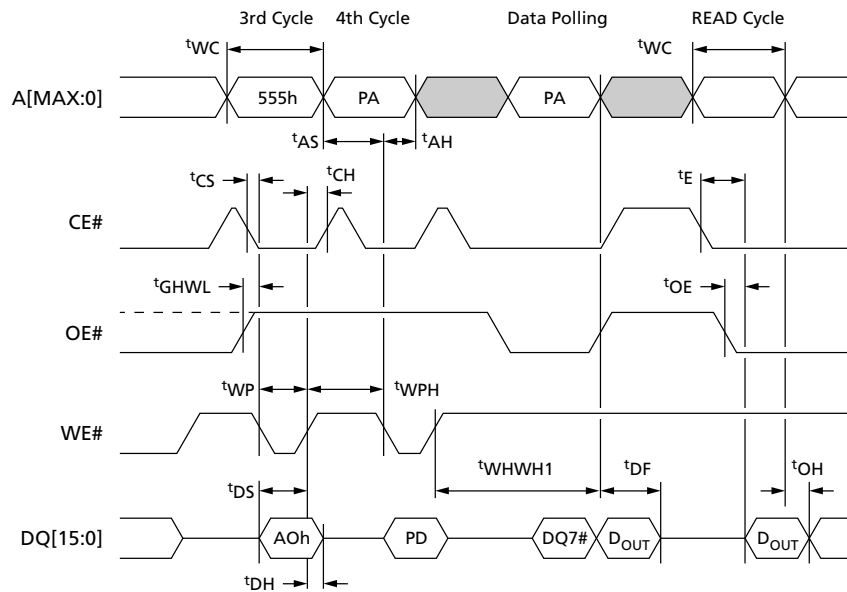 3rd Cycle 4th Cycle Data Polling READ Cycle
tWC tWC
A[MAX:0] 555h PA PA
tAS tAH
tCS tCH tE
CE#
tGHWL tOE
OE#
tWP tWPH
WE#
tWHWH1 tDF tOH
tDS
DQ[15:0] AOh PD DQ7# DOUT DOUT
tDH